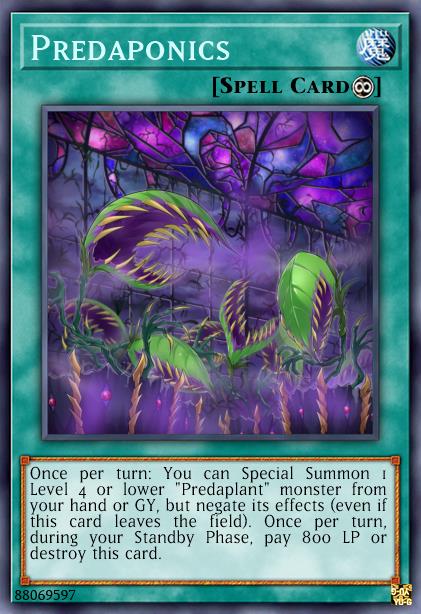 Predaponics
[Spell Card]
Once per turn: You can Special Summon 1
Level 4 or lower "Predaplant" monster from
your hand or GY, but negate its effects (even if
this card leaves the field). Once per turn,
during your Standby Phase, pay 800 LP or
destroy this card.
88069597